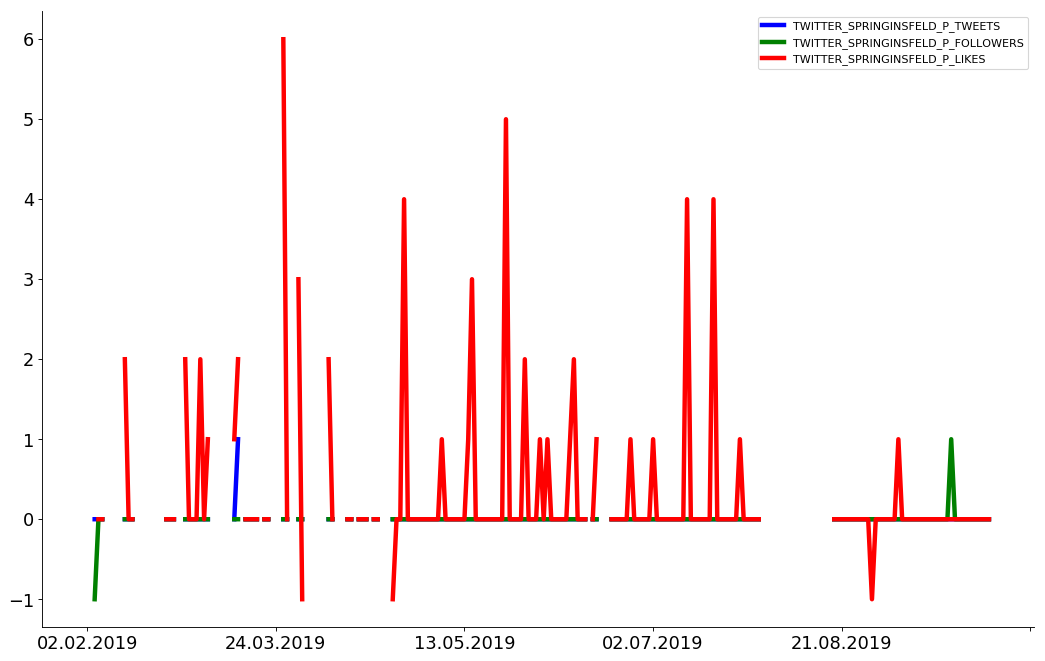 TWITTER_SPRINGINSFELD_P_TWEETS
TWITTER_SPRINGINSFELD_P_FOLLOWERS
TWITTER_SPRINGINSFELD_P_LIKES
6
5
4
3
2
1
0
−1
02.02.2019 24.03.2019 13.05.2019 02.07.2019 21.08.2019